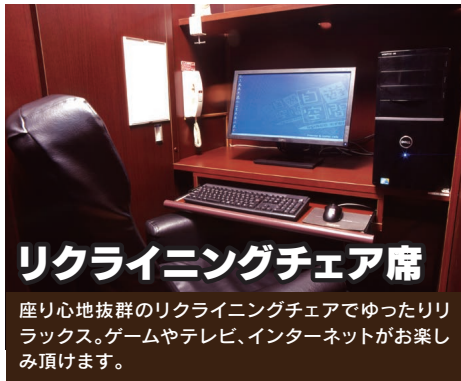 DELL
リクライニングチェア席
座り心地抜群のリクライニングチェアでゆったりリ
ラックス。ゲームやテレビ、インターネットがお楽し
み頂けます。